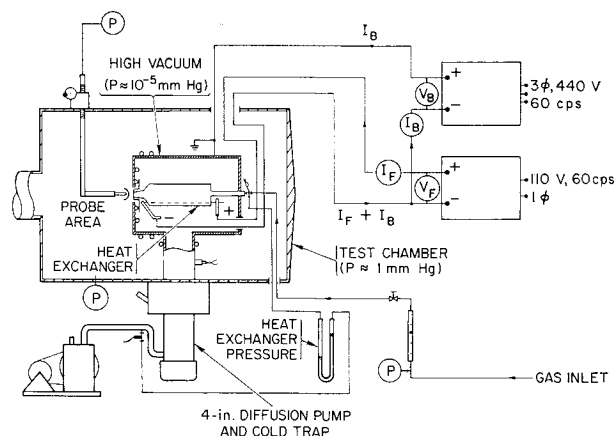 P
I_B
HIGH VACUUM
(P≈10⁻⁵ mm Hg)
+
V_B
−
3ϕ, 440 V
60 cps
I_B
I_F
+
V_F
−
110 V, 60cps
1ϕ
I_F + I_B
PROBE
AREA
−
+
HEAT
EXCHANGER
TEST CHAMBER
(P ≈ 1 mm Hg)
P
HEAT
EXCHANGER
PRESSURE
P
GAS INLET
4-in. DIFFUSION PUMP
AND COLD TRAP